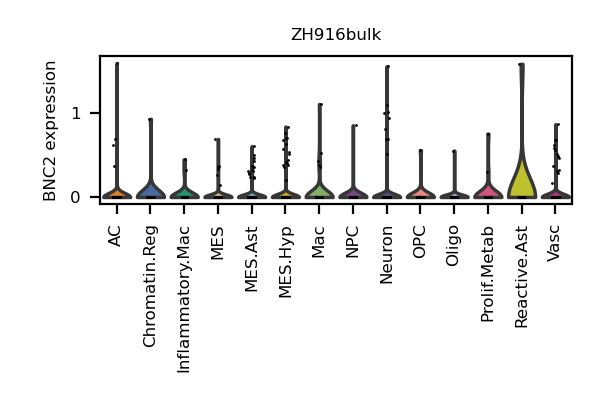 ZH916bulk
BNC2 expression
1
0
AC
Chromatin.Reg
Inflammatory.Mac
MES
MES.Ast
MES.Hyp
Mac
NPC
Neuron
OPC
Oligo
Prolif.Metab
Reactive.Ast
Vasc